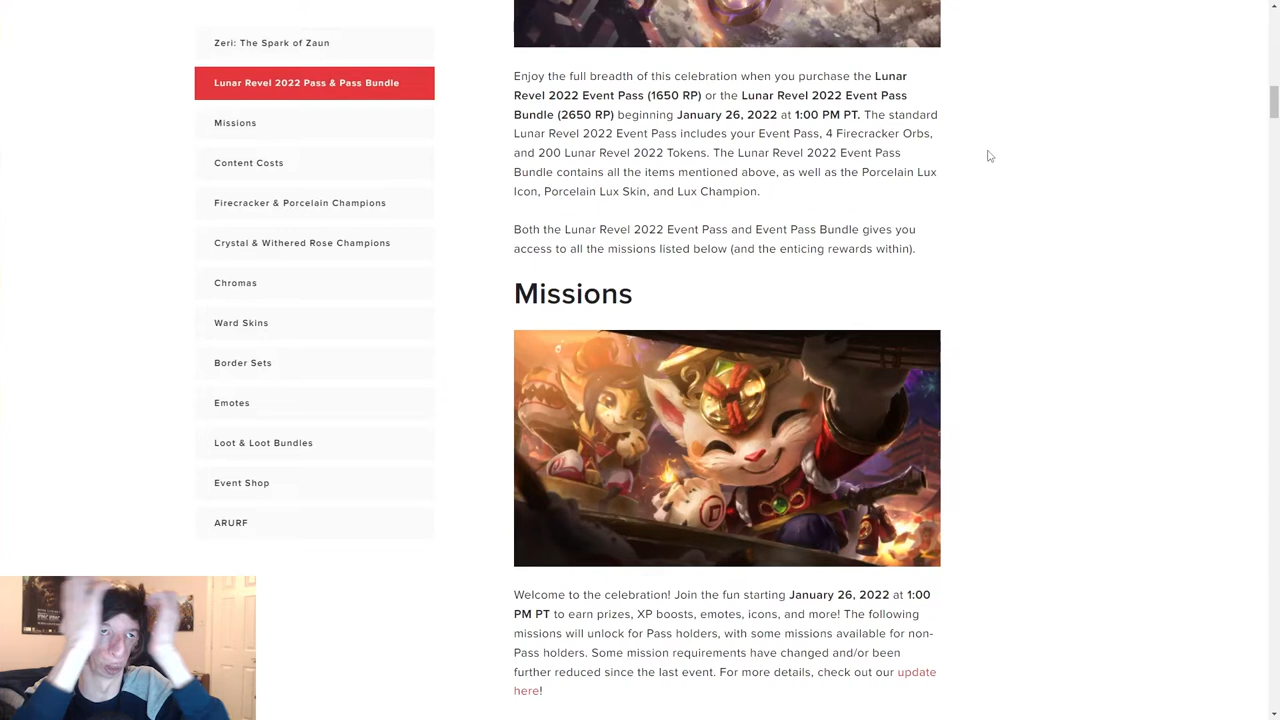 Zeri: The Spark of Zaun
Lunar Revel 2022 Pass & Pass Bundle
Missions
Content Costs
Firecracker & Porcelain Champions
Crystal & Withered Rose Champions
Chromas
Ward Skins
Border Sets
Emotes
Loot & Loot Bundles
Event Shop
ARURF
Enjoy the full breadth of this celebration when you purchase the Lunar
Revel 2022 Event Pass (1650 RP) or the Lunar Revel 2022 Event Pass
Bundle (2650 RP) beginning January 26, 2022 at 1:00 PM PT. The standard
Lunar Revel 2022 Event Pass includes your Event Pass, 4 Firecracker Orbs,
and 200 Lunar Revel 2022 Tokens. The Lunar Revel 2022 Event Pass
Bundle contains all the items mentioned above, as well as the Porcelain Lux
Icon, Porcelain Lux Skin, and Lux Champion.
Both the Lunar Revel 2022 Event Pass and Event Pass Bundle gives you
access to all the missions listed below (and the enticing rewards within).
Missions
Welcome to the celebration! Join the fun starting January 26, 2022 at 1:00
PM PT to earn prizes, XP boosts, emotes, icons, and more! The following
missions will unlock for Pass holders, with some missions available for non-
Pass holders. Some mission requirements have changed and/or been
further reduced since the last event. For more details, check out our update
here!